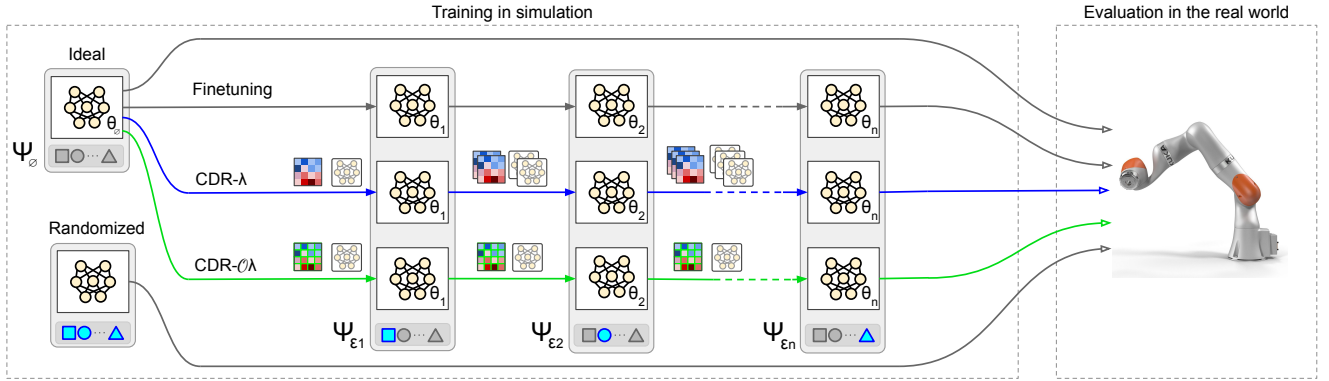 Training in simulation
Evaluation in the real world
Ideal
Finetuning
θ∅
θ1
θ2
θn
Ψ∅
···
CDR-λ
θ1
θ2
θn
Randomized
CDR-𝒪λ
θ1
θ2
θn
···
Ψε1
···
Ψε2
···
Ψεn
···